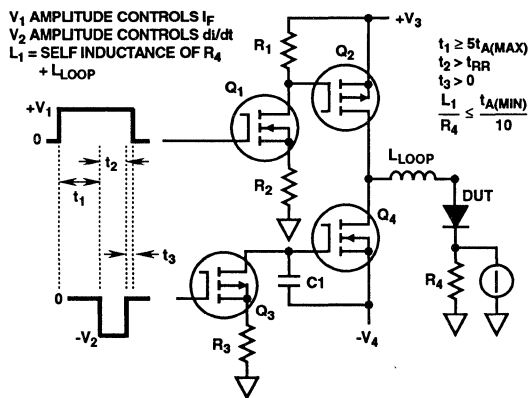 V1 AMPLITUDE CONTROLS IF
V2 AMPLITUDE CONTROLS di/dt
L1 = SELF INDUCTANCE OF R4
+ LLOOP
+V3
t1 ≥ 5tA(MAX)
t2 > tRR
t3 > 0
L1/R4 ≤ tA(MIN)/10
R1
Q2
Q1
+V1
0
t2
t1
R2
LLOOP
DUT
Q4
t3
R4
C1
0
-V2
Q3
R3
-V4